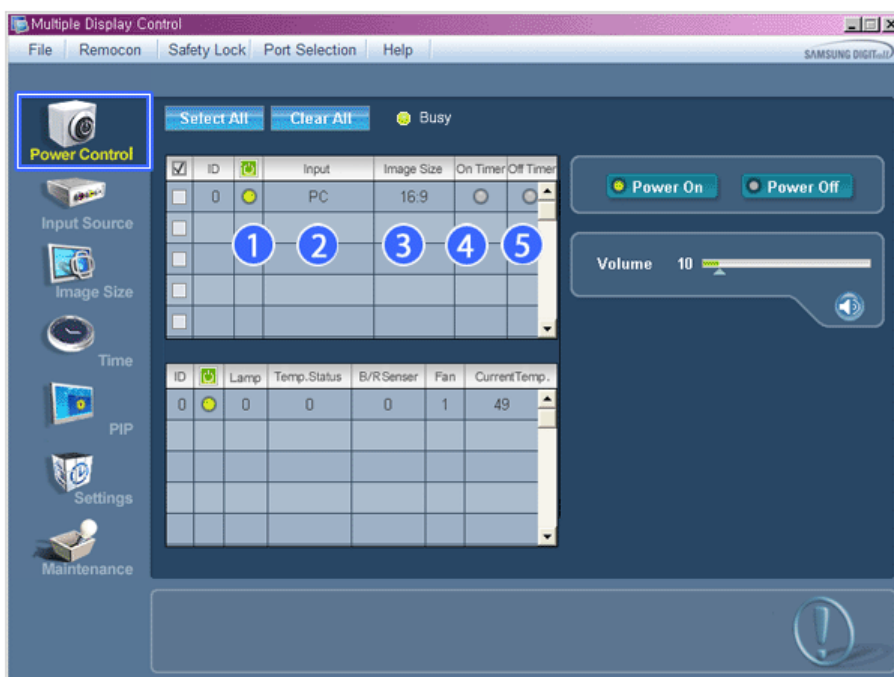 Multiple Display Control
File Remocon Safety Lock Port Selection Help
SAMSUNG DIGITall
Select All Clear All Busy
Power Control
Input Source
Image Size
Time
PIP
Settings
Maintenance
ID Input Image Size On Timer Off Timer
0 PC 16:9
1 2 3 4 5
Power On Power Off
Volume 10
ID Lamp Temp.Status B/RSenser Fan CurrentTemp.
0 0 0 0 1 49